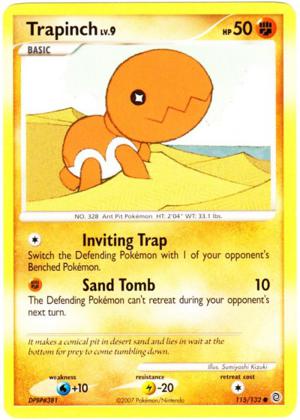 Trapinch LV.9 HP 50
BASIC
NO. 328 Ant Pit Pokémon HT: 2'04" WT: 33.1 lbs.
Inviting Trap
Switch the Defending Pokémon with 1 of your opponent's
Benched Pokémon.
Sand Tomb 10
The Defending Pokémon can't retreat during your opponent's
next turn.
It makes a conical pit in desert sand and lies in wait at the
bottom for prey to come tumbling down.
Illus. Sumiyoshi Kizuki
weakness resistance retreat cost
+10 -20
DPBP#381 ©2007 Pokémon/Nintendo 115/132